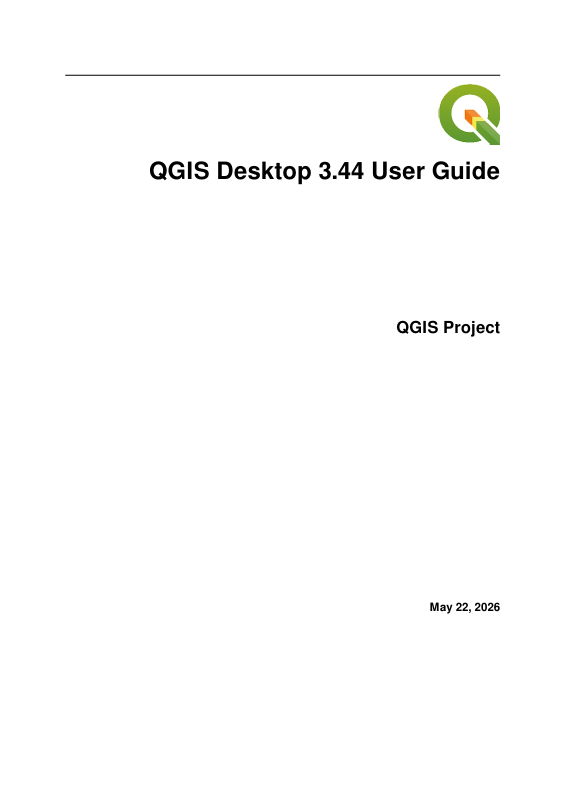 QGIS Desktop 3.44 User Guide
QGIS Project
May 22, 2026